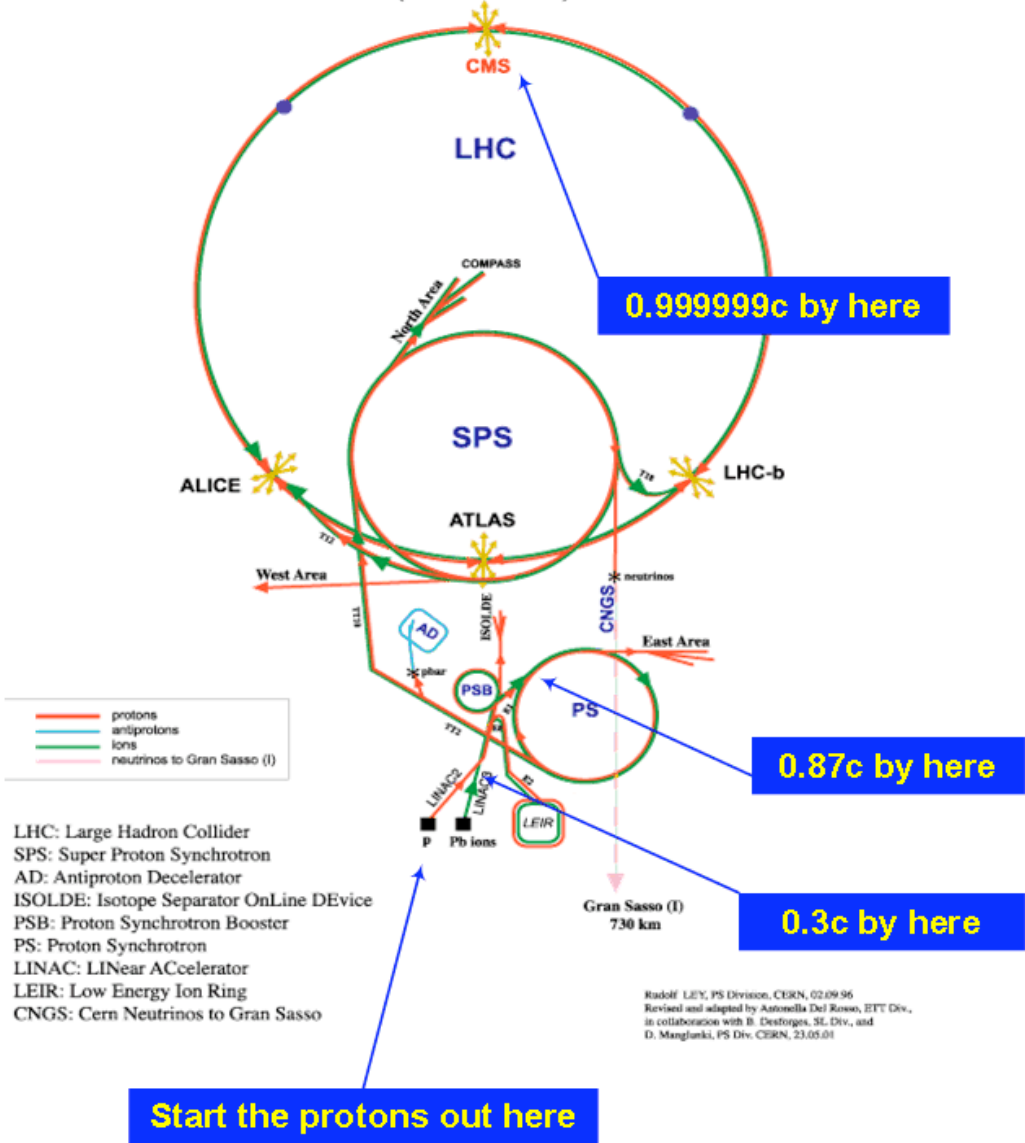 CMS
LHC
0.999999c by here
COMPASS
North Area
SPS
TI8
ALICE
LHC-b
ATLAS
TI2
West Area
neutrinos
TT10
ISOLDE
CNGS
East Area
AD
pbar
PSB
PS
TT2
E2
protons
antiprotons
ions
neutrinos to Gran Sasso (I)
0.87c by here
LINAC2
LINAC3
LEIR
p
Pb ions
LHC: Large Hadron Collider
SPS: Super Proton Synchrotron
AD: Antiproton Decelerator
ISOLDE: Isotope Separator OnLine DEvice
PSB: Proton Synchrotron Booster
PS: Proton Synchrotron
LINAC: LINear ACcelerator
LEIR: Low Energy Ion Ring
CNGS: Cern Neutrinos to Gran Sasso
Gran Sasso (I)
730 km
0.3c by here
Rudolf LEY, PS Division, CERN, 02.09.96
Revised and adapted by Antonella Del Rosso, ETT Div.,
in collaboration with B. Desforges, SL Div., and
D. Manglunki, PS Div. CERN, 23.05.01
Start the protons out here